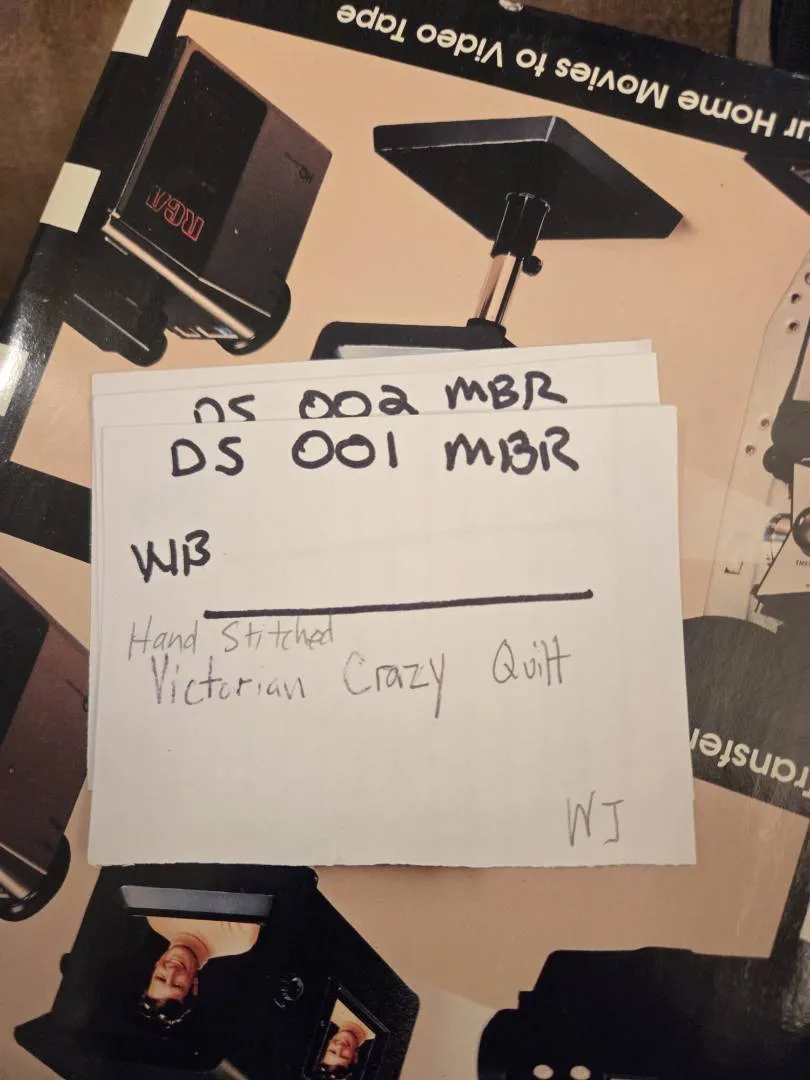 ur Home Movies to Video Tape
RCA
DS 002 MBR
DS 001 MBR
WB
Hand Stitched
Victorian Crazy Quilt
WJ
Transfer